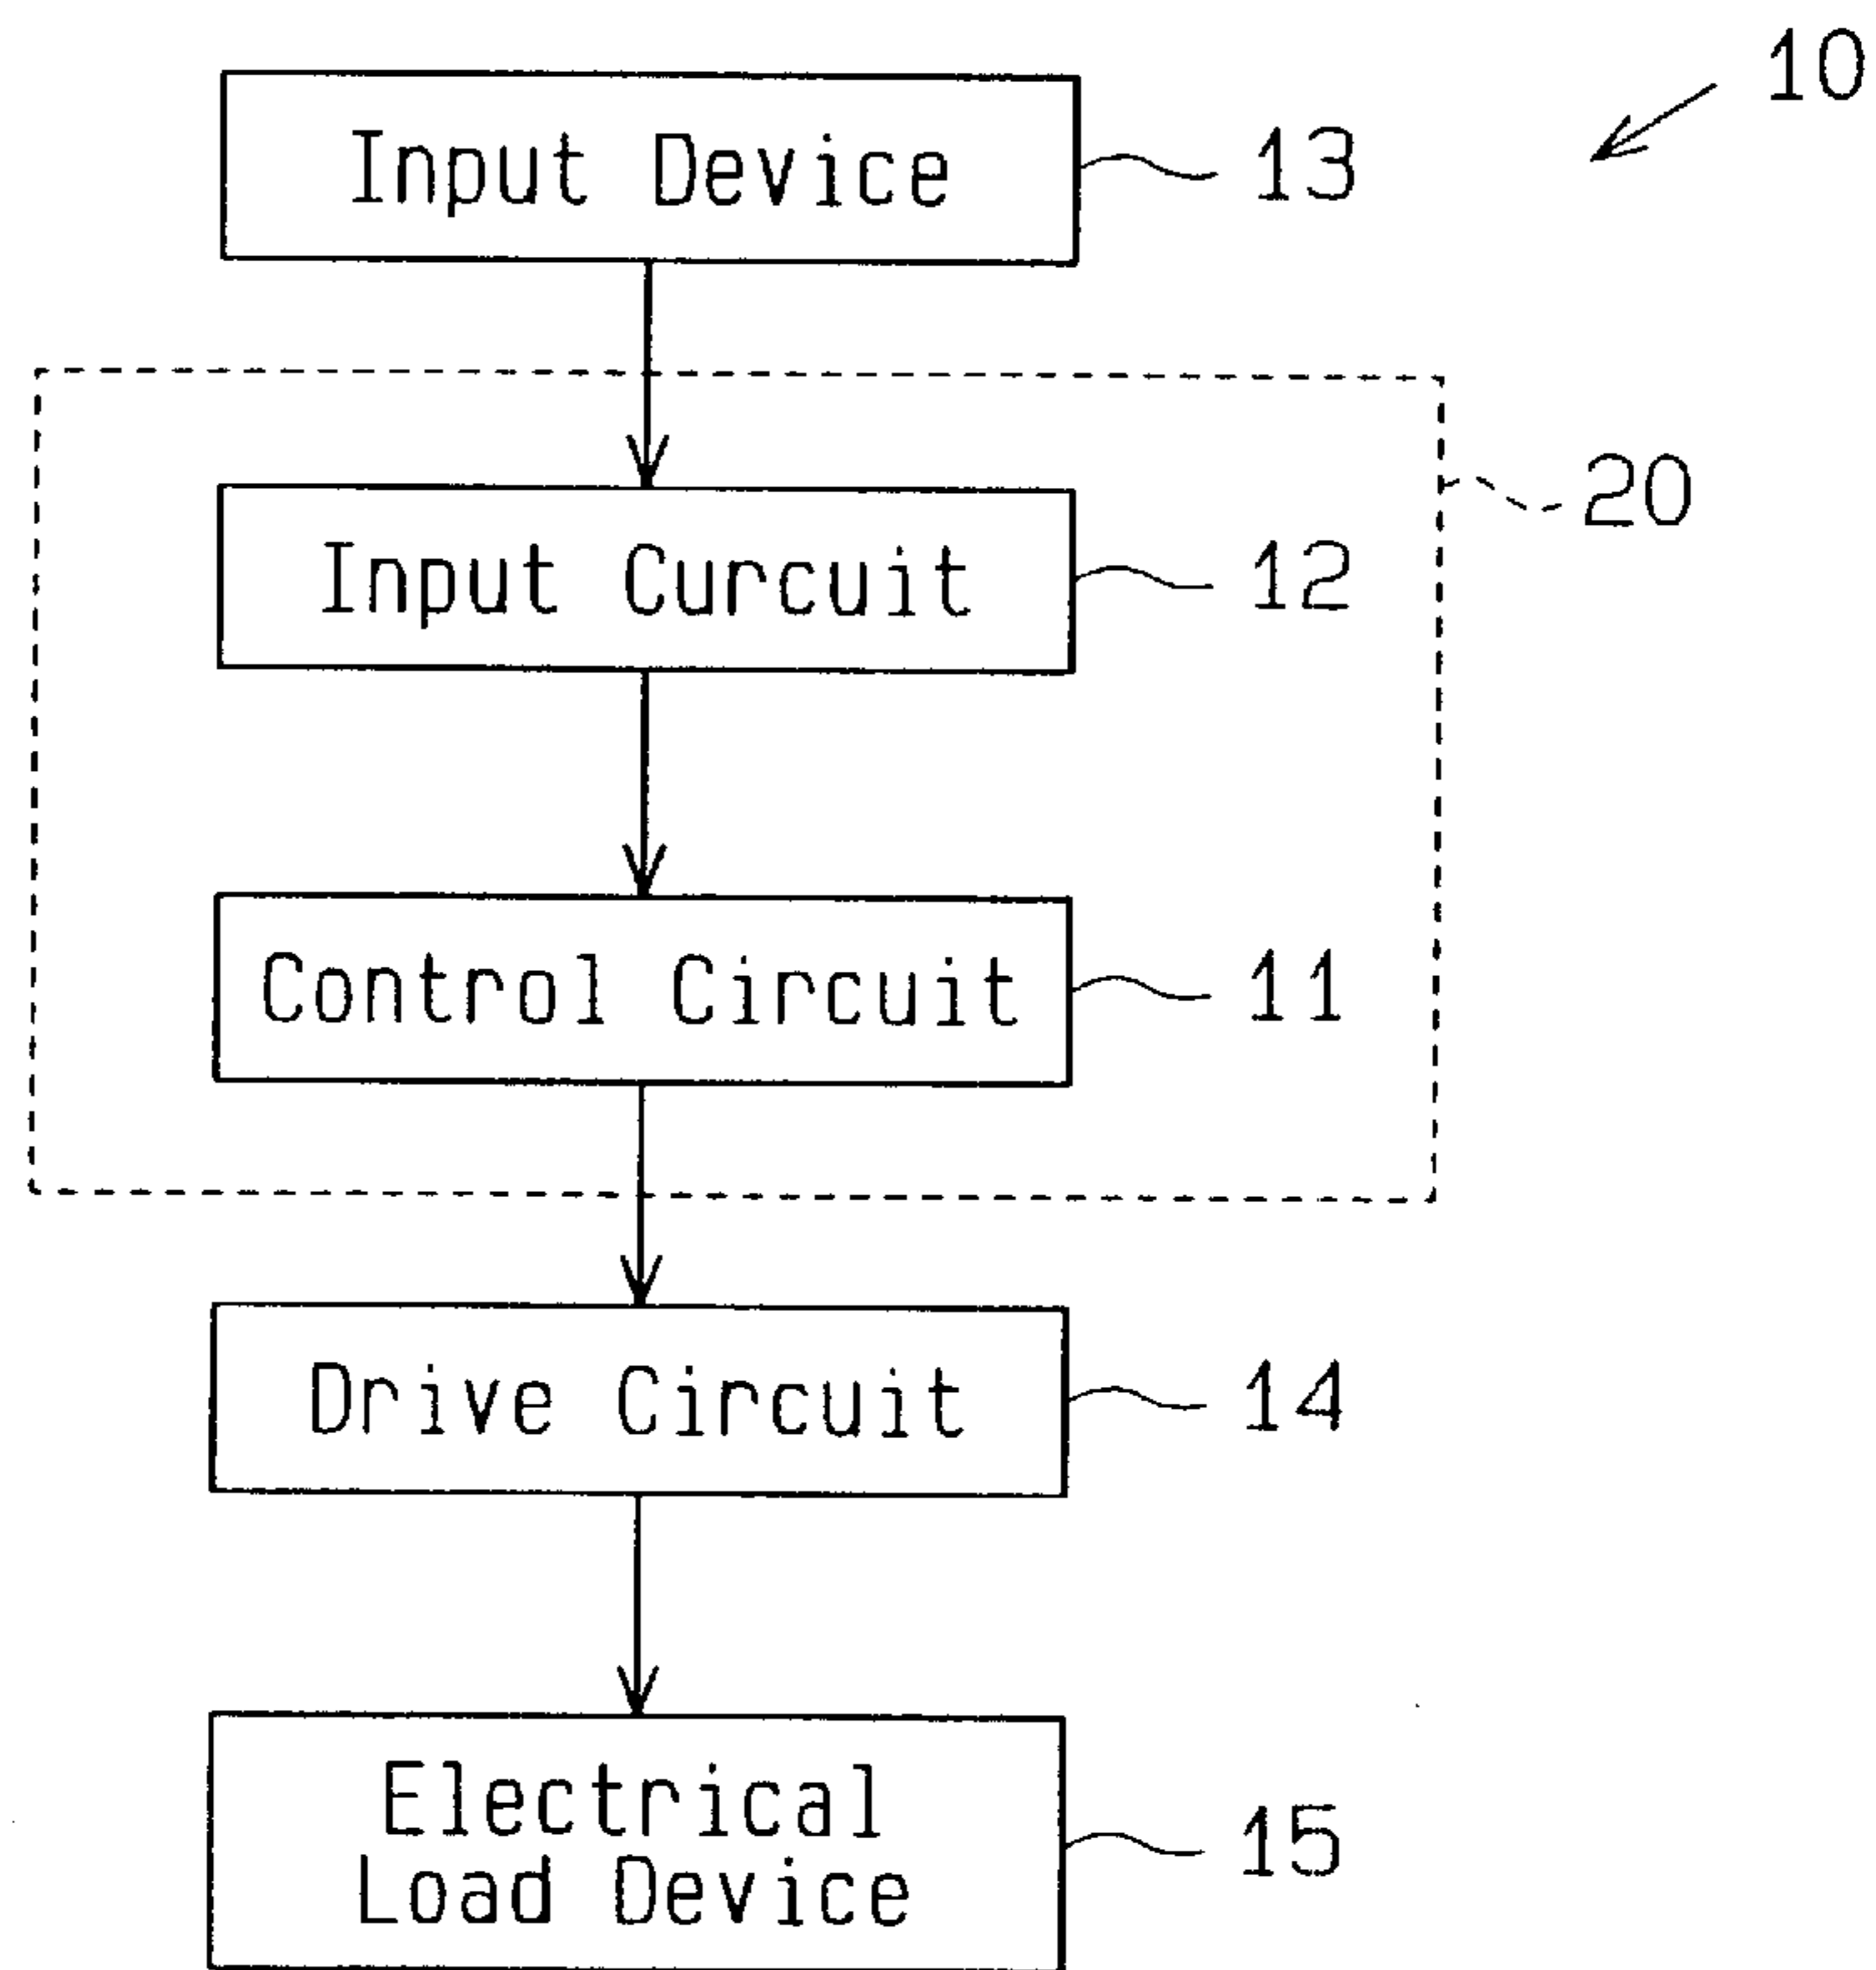 10
Input Device 13
20
Input Curcuit 12
Control Circuit 11
Drive Circuit 14
Electrical
Load Device
15